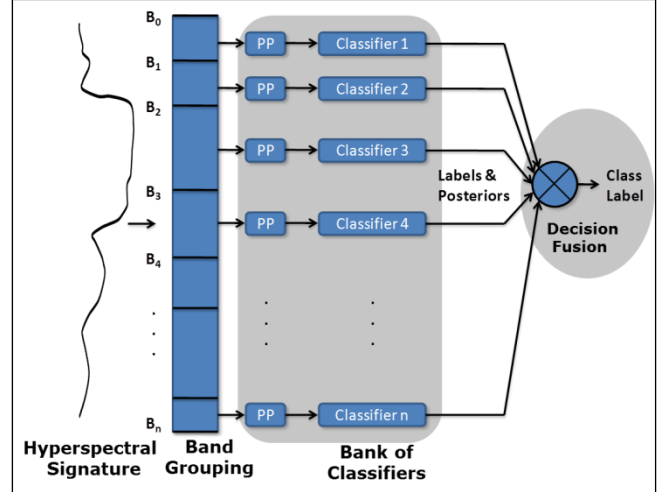 B0
B1
B2
B3
B4
Bn
PP
Classifier 1
PP
Classifier 2
PP
Classifier 3
PP
Classifier 4
PP
Classifier n
Labels &
Posteriors
Class
Label
Decision
Fusion
Hyperspectral
Signature
Band
Grouping
Bank of
Classifiers